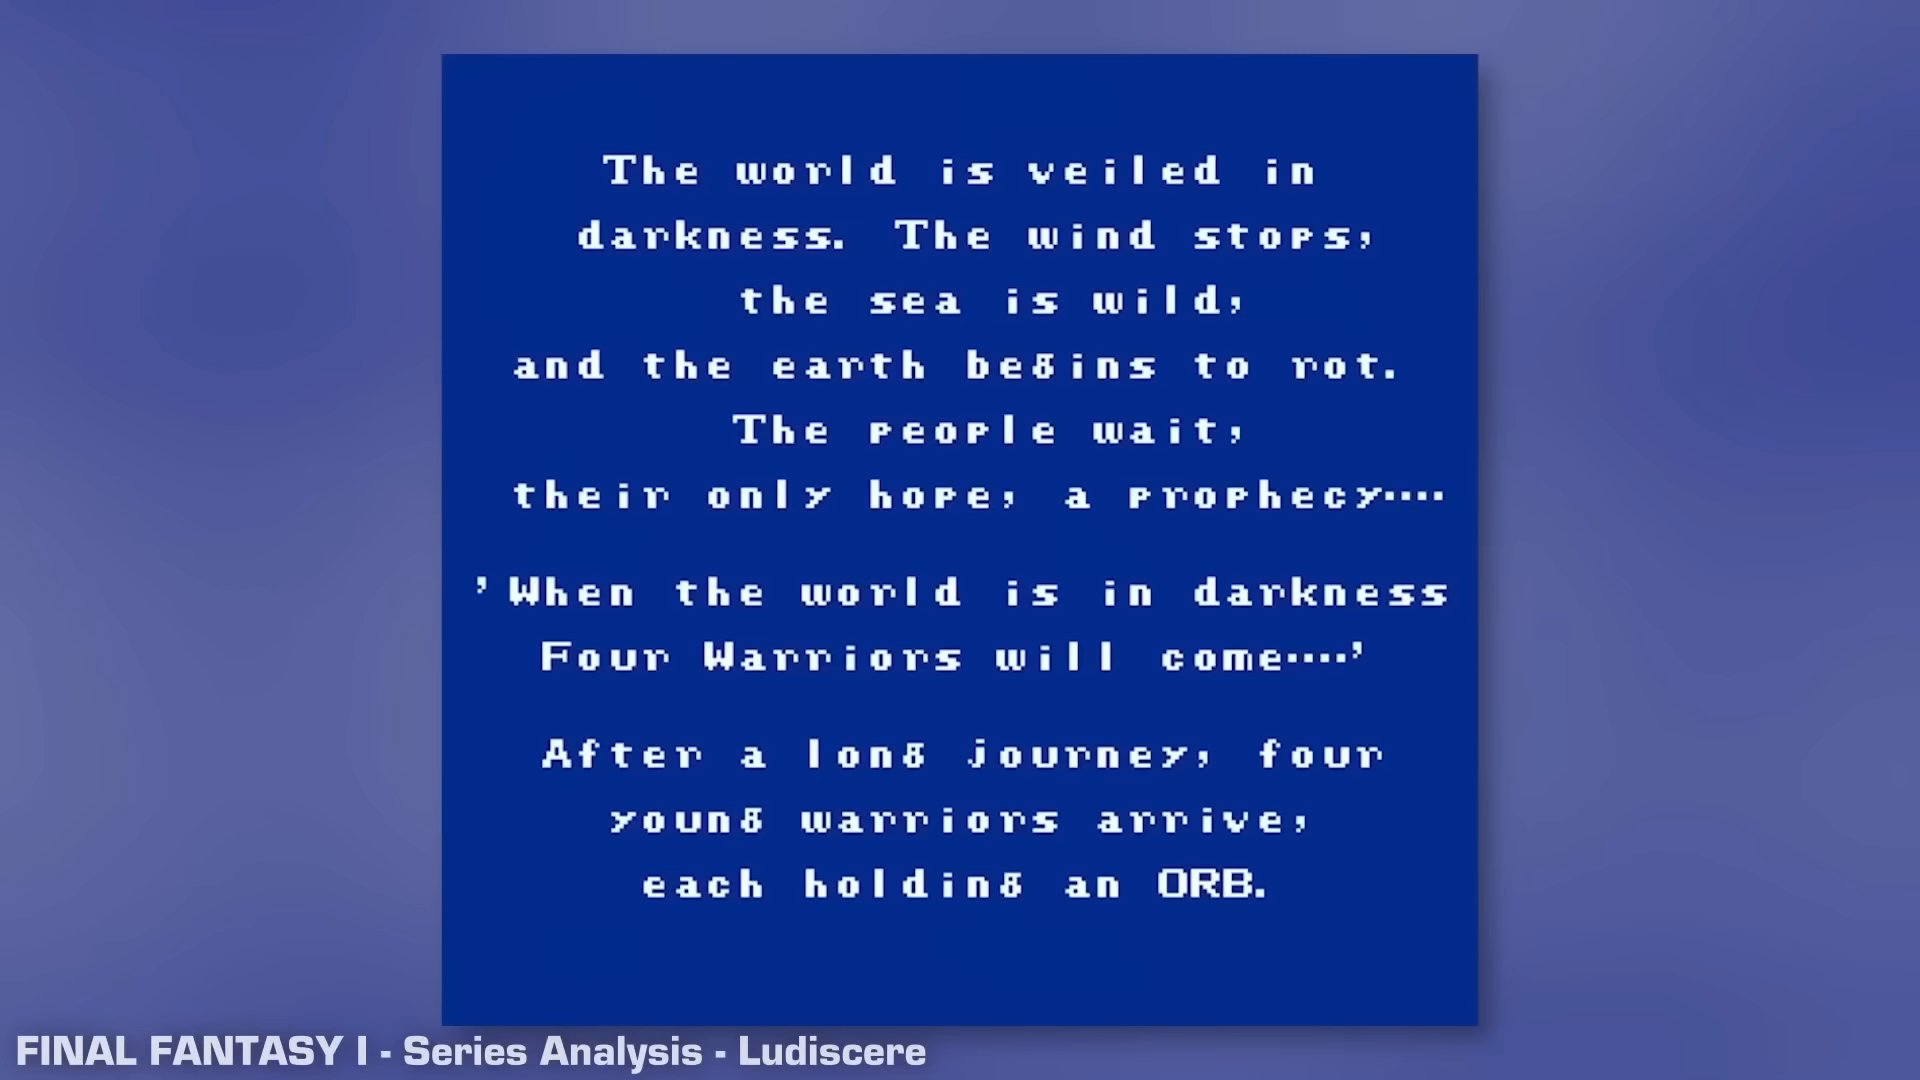 The world is veiled in
darkness. The wind stops,
the sea is wild,
and the earth begins to rot.
The people wait,
their only hope, a prophecy....
'When the world is in darkness
Four Warriors will come....'
After a long journey, four
young warriors arrive,
each holding an ORB.
FINAL FANTASY I - Series Analysis - Ludiscere